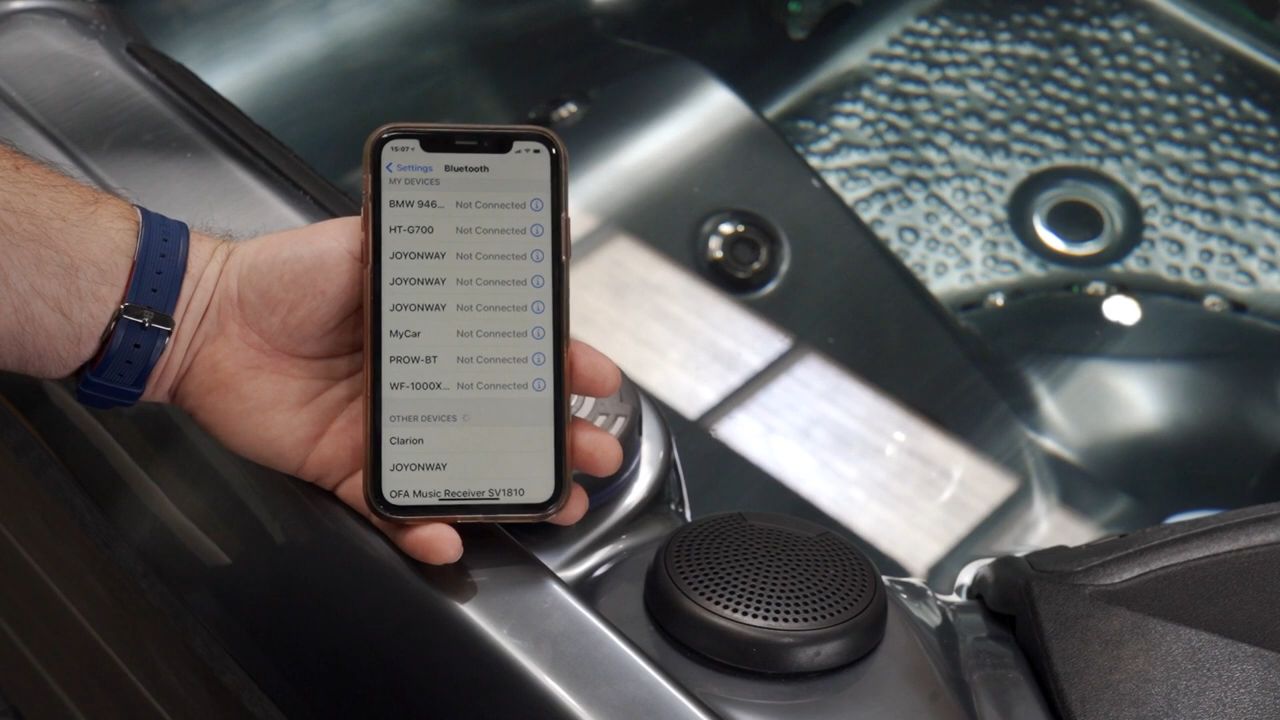 15:07
Settings Bluetooth
MY DEVICES
BMW 946... Not Connected
HT-G700 Not Connected
JOYONWAY Not Connected
JOYONWAY Not Connected
JOYONWAY Not Connected
MyCar Not Connected
PROW-BT Not Connected
WF-1000X... Not Connected
OTHER DEVICES
Clarion
JOYONWAY
OFA Music Receiver SV1810